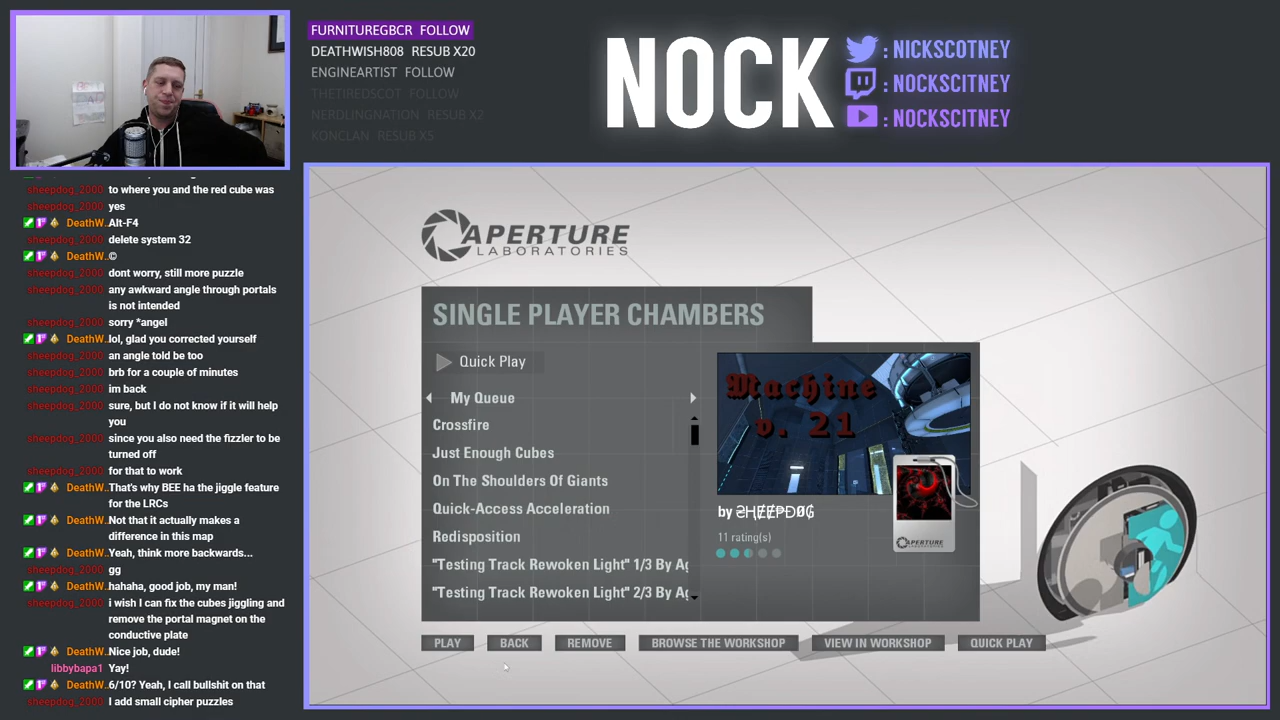 FURNITUREGBCR FOLLOW
DEATHWISH808 RESUB X20
ENGINEARTIST FOLLOW
THETIREDSCOT FOLLOW
NERDLINGNATION RESUB X2
KONCLAN RESUB X5
NOCK
: NICKSCOTNEY
: NOCKSCITNEY
: NOCKSCITNEY
sheepdog_2000 to where you and the red cube was
sheepdog_2000 yes
DeathW.. Alt-F4
sheepdog_2000 delete system 32
DeathW.. ©
sheepdog_2000 dont worry, still more puzzle
sheepdog_2000 any awkward angle through portals
is not intended
sheepdog_2000 sorry *angel
DeathW.. lol, glad you corrected yourself
sheepdog_2000 an angle told be too
sheepdog_2000 brb for a couple of minutes
sheepdog_2000 im back
sheepdog_2000 sure, but I do not know if it will help
you
sheepdog_2000 since you also need the fizzler to be
turned off
sheepdog_2000 for that to work
DeathW.. That's why BEE ha the jiggle feature
for the LRCs
DeathW.. Not that it actually makes a
difference in this map
DeathW.. Yeah, think more backwards...
sheepdog_2000 gg
DeathW.. hahaha, good job, my man!
sheepdog_2000 i wish I can fix the cubes jiggling and
remove the portal magnet on the
conductive plate
DeathW.. Nice job, dude!
libbybapa1 Yay!
DeathW.. 6/10? Yeah, I call bullshit on that
sheepdog_2000 I add small cipher puzzles
APERTURE
LABORATORIES
SINGLE PLAYER CHAMBERS
Quick Play
My Queue
Crossfire
Just Enough Cubes
On The Shoulders Of Giants
Quick-Access Acceleration
Redisposition
"Testing Track Rewoken Light" 1/3 By Ag
"Testing Track Rewoken Light" 2/3 By Ag
Machine
v. 21
by ƧĦɆɆᵽĐØ₲
11 rating(s)
APERTURE
PLAY BACK REMOVE BROWSE THE WORKSHOP VIEW IN WORKSHOP QUICK PLAY